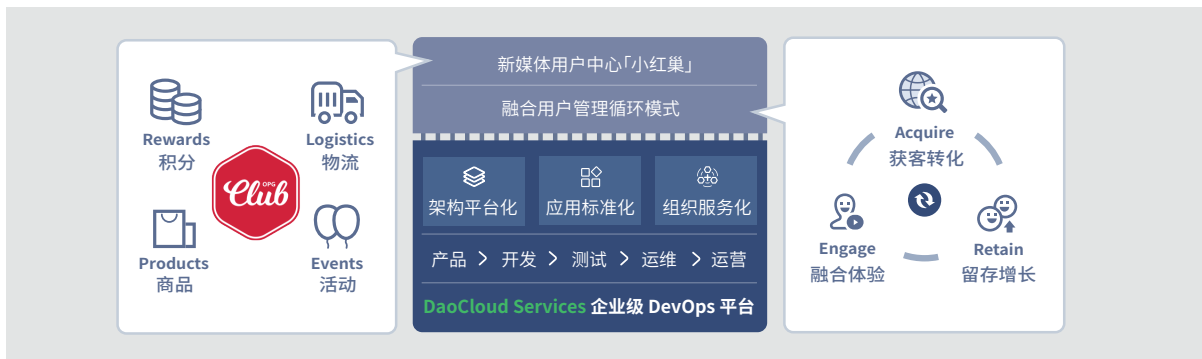 Rewards
积分
Logistics
物流
OPG
Club
Products
商品
Events
活动
新媒体用户中心「小红巢」
融合用户管理循环模式
架构平台化
应用标准化
组织服务化
产品 > 开发 > 测试 > 运维 > 运营
DaoCloud Services 企业级 DevOps 平台
Acquire
获客转化
Engage
融合体验
Retain
留存增长